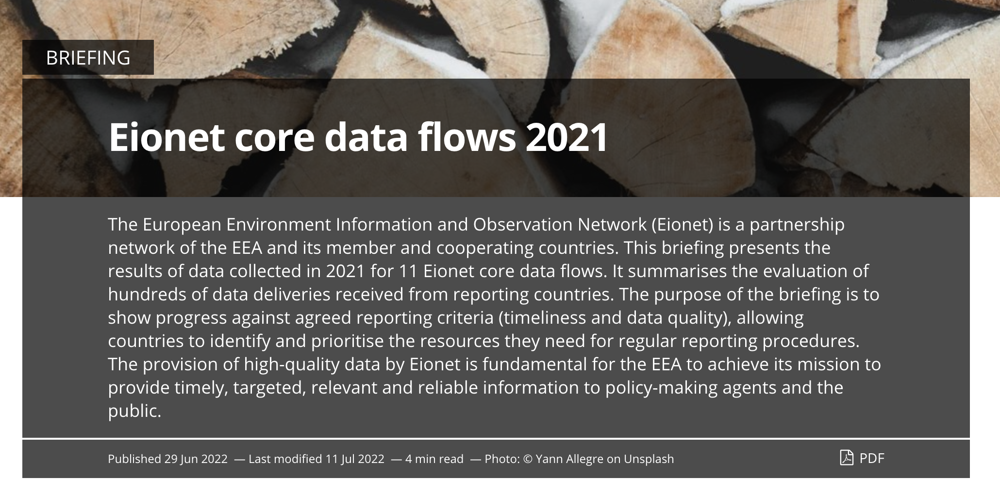 BRIEFING
Eionet core data flows 2021
The European Environment Information and Observation Network (Eionet) is a partnership
network of the EEA and its member and cooperating countries. This briefing presents the
results of data collected in 2021 for 11 Eionet core data flows. It summarises the evaluation of
hundreds of data deliveries received from reporting countries. The purpose of the briefing is to
show progress against agreed reporting criteria (timeliness and data quality), allowing
countries to identify and prioritise the resources they need for regular reporting procedures.
The provision of high-quality data by Eionet is fundamental for the EEA to achieve its mission to
provide timely, targeted, relevant and reliable information to policy-making agents and the
public.
Published 29 Jun 2022 — Last modified 11 Jul 2022 — 4 min read — Photo: © Yann Allegre on Unsplash
PDF